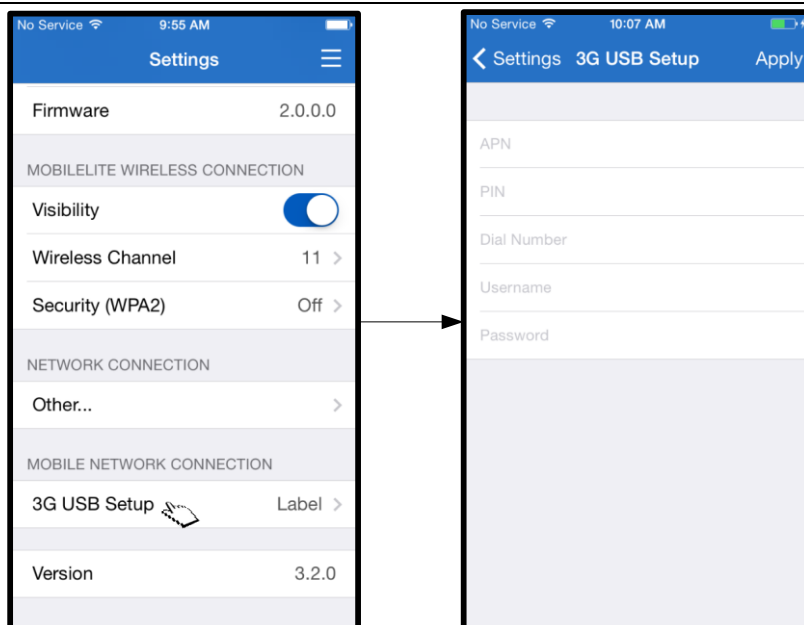 No Service 9:55 AM
Settings
Firmware 2.0.0.0
MOBILELITE WIRELESS CONNECTION
Visibility
Wireless Channel 11
Security (WPA2) Off
NETWORK CONNECTION
Other...
MOBILE NETWORK CONNECTION
3G USB Setup Label
Version 3.2.0
No Service 10:07 AM
Settings 3G USB Setup Apply
APN
PIN
Dial Number
Username
Password